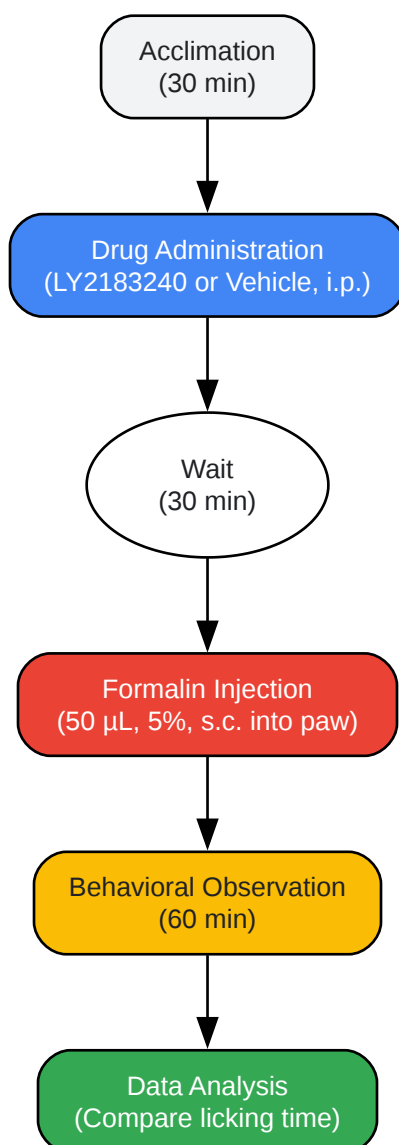 Acclimation
(30 min)
Drug Administration
(LY2183240 or Vehicle, i.p.)
Wait
(30 min)
Formalin Injection
(50 µL, 5%, s.c. into paw)
Behavioral Observation
(60 min)
Data Analysis
(Compare licking time)